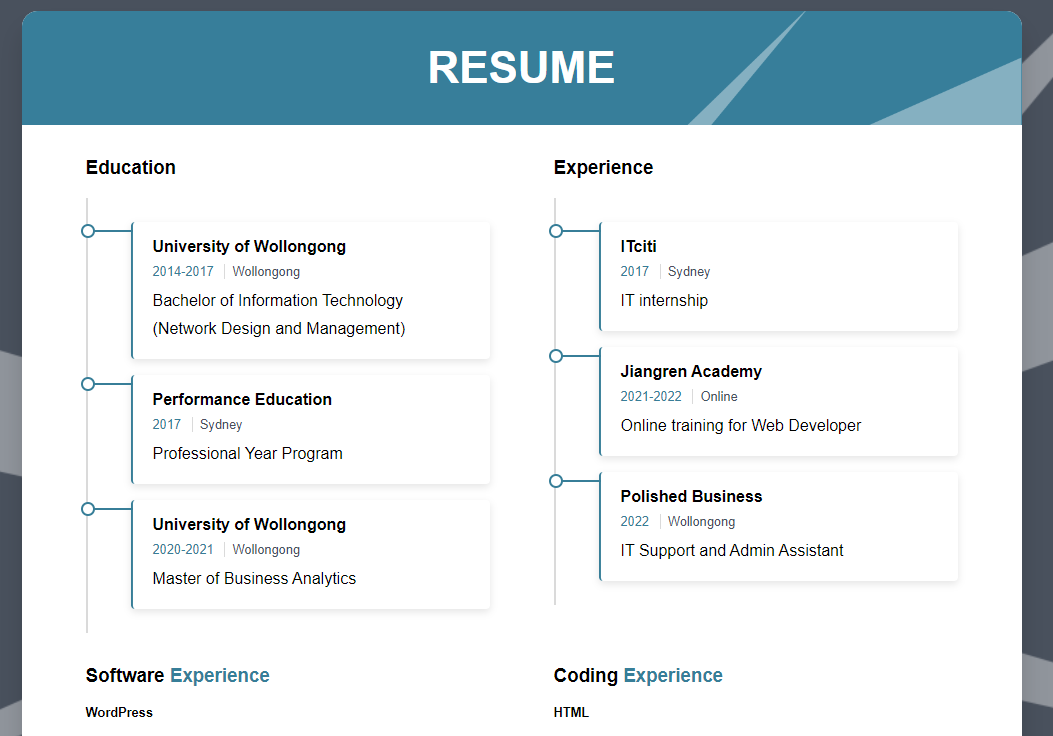 RESUME
Education
University of Wollongong
2014-2017 Wollongong
Bachelor of Information Technology
(Network Design and Management)
Performance Education
2017 Sydney
Professional Year Program
University of Wollongong
2020-2021 Wollongong
Master of Business Analytics
Experience
ITciti
2017 Sydney
IT internship
Jiangren Academy
2021-2022 Online
Online training for Web Developer
Polished Business
2022 Wollongong
IT Support and Admin Assistant
Software Experience
WordPress
Coding Experience
HTML